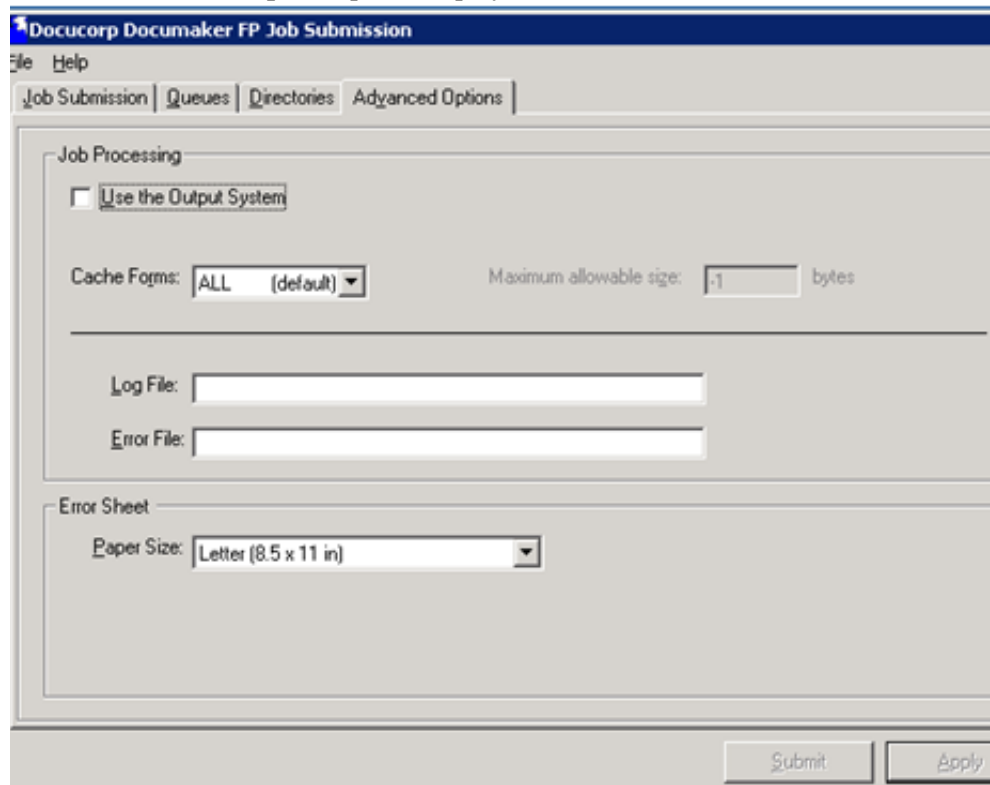 Docucorp Documaker FP Job Submission
File Help
Job Submission Queues Directories Advanced Options
Job Processing
Use the Output System
Cache Forms: ALL (default) Maximum allowable size: -1 bytes
Log File:
Error File:
Error Sheet
Paper Size: Letter (8.5 x 11 in)
Submit Apply